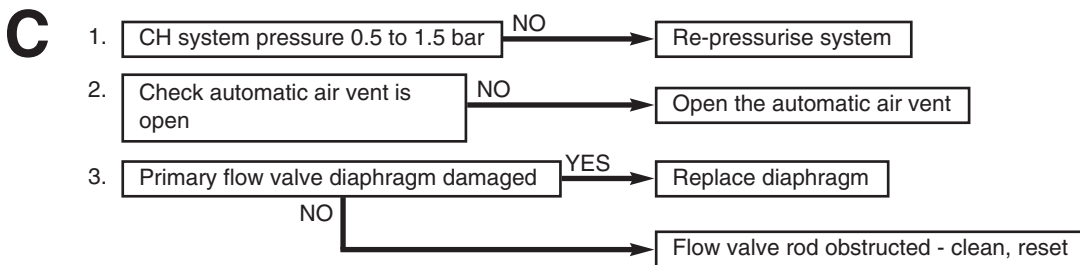 C
1. CH system pressure 0.5 to 1.5 bar NO Re-pressurise system
2. Check automatic air vent is open NO Open the automatic air vent
3. Primary flow valve diaphragm damaged YES Replace diaphragm
NO
Flow valve rod obstructed - clean, reset